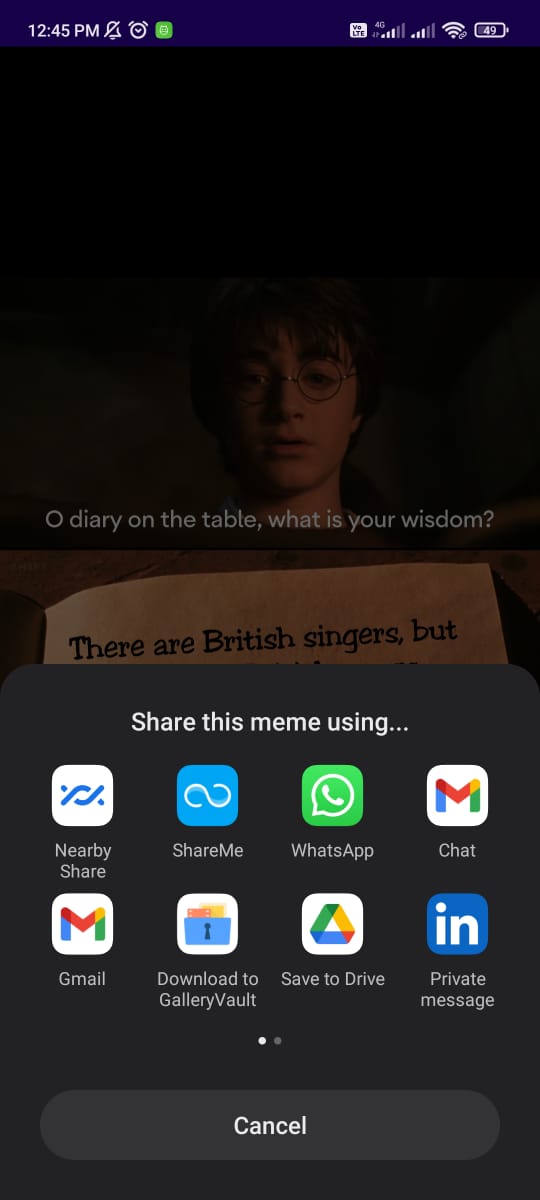 12:45 PM
Vo
LTE
4G
49
O diary on the table, what is your wisdom?
There are British singers, but
Share this meme using...
Nearby
Share
ShareMe
WhatsApp
Chat
Gmail
Download to
GalleryVault
Save to Drive
Private
message
in
Cancel